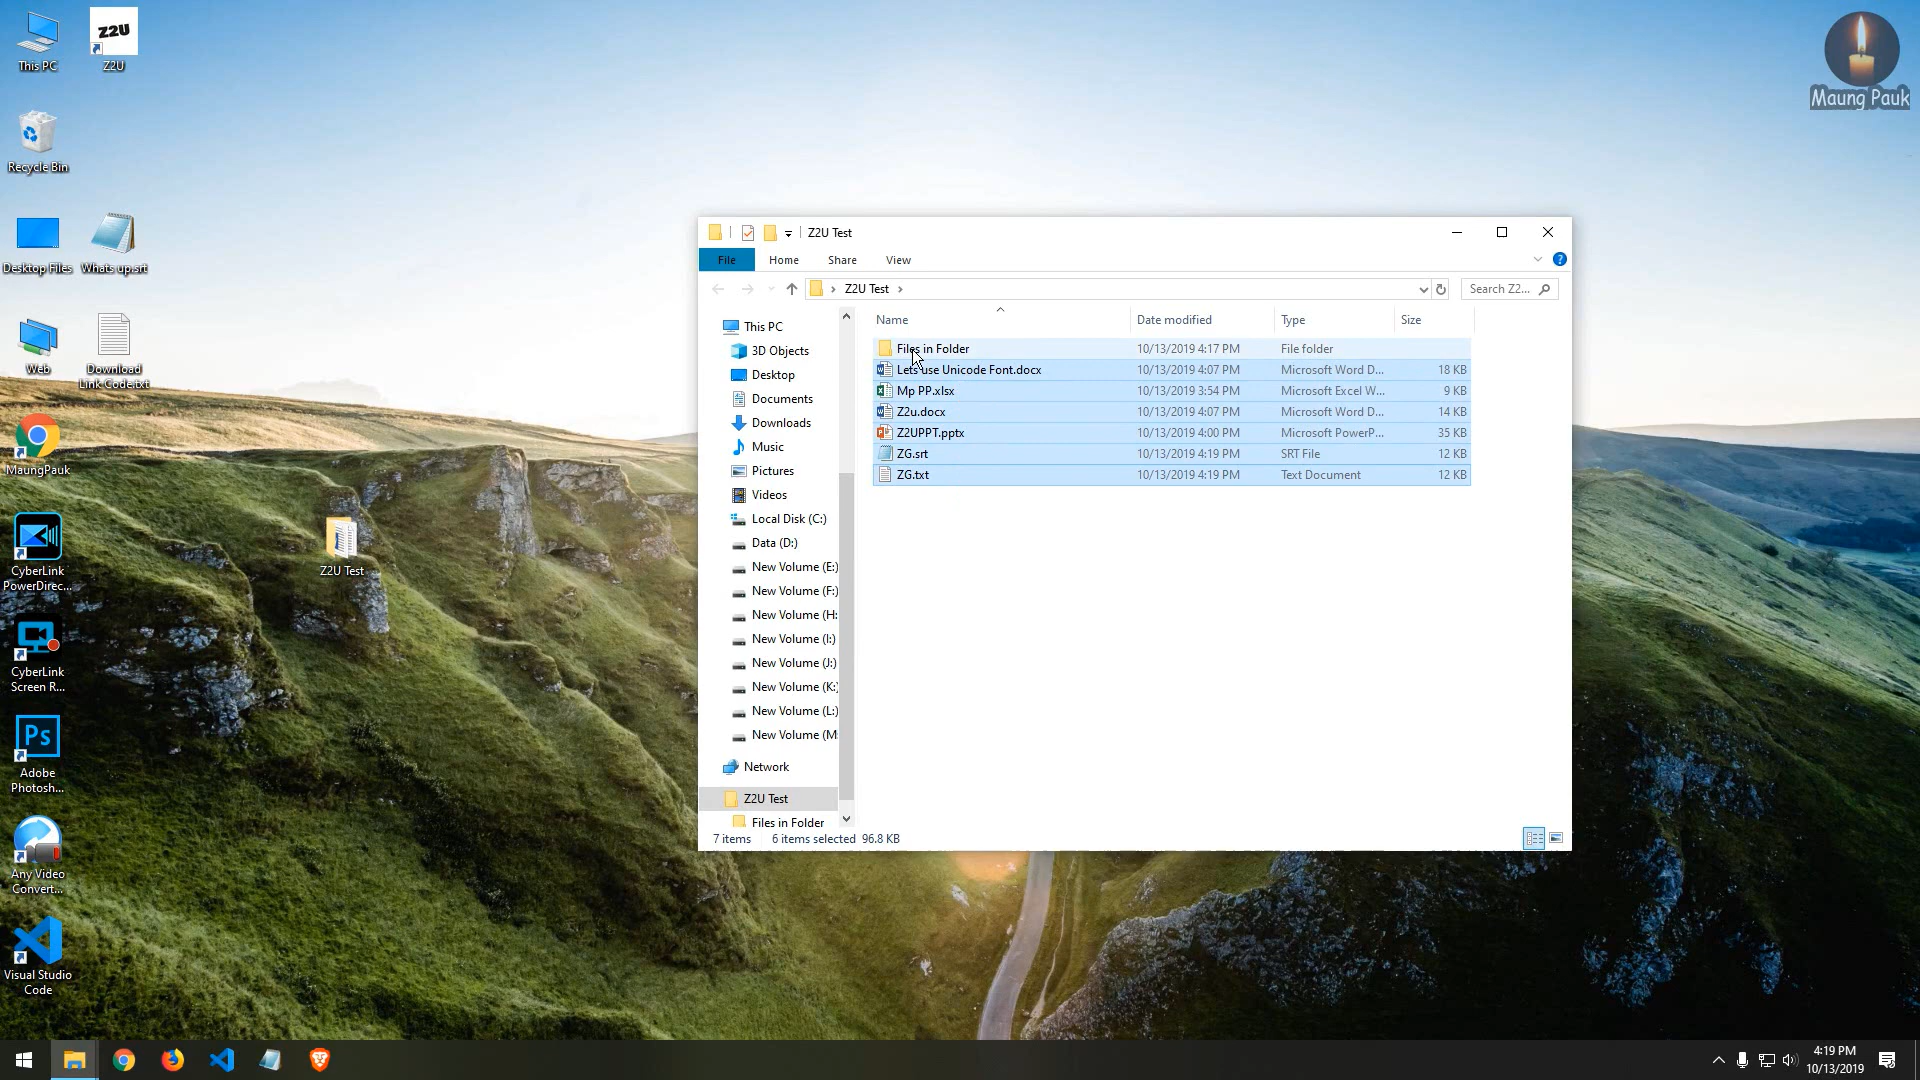 This PC
Z2U
Z2U
Recycle Bin
Desktop Files
Whats up.srt
Web
Download
Link Code.txt
MaungPauk
CyberLink
PowerDirec...
CyberLink
Screen R...
Ps
Adobe
Photosh...
Any Video
Convert...
Visual Studio
Code
Z2U Test
Maung Pauk
Z2U Test
File Home Share View
Z2U Test
Search Z2...
Name Date modified Type Size
Files in Folder 10/13/2019 4:17 PM File folder
Lets use Unicode Font.docx 10/13/2019 4:07 PM Microsoft Word D... 18 KB
Mp PP.xlsx 10/13/2019 3:54 PM Microsoft Excel W... 9 KB
Z2u.docx 10/13/2019 4:07 PM Microsoft Word D... 14 KB
Z2UPPT.pptx 10/13/2019 4:00 PM Microsoft PowerP... 35 KB
ZG.srt 10/13/2019 4:19 PM SRT File 12 KB
ZG.txt 10/13/2019 4:19 PM Text Document 12 KB
This PC
3D Objects
Desktop
Documents
Downloads
Music
Pictures
Videos
Local Disk (C:)
Data (D:)
New Volume (E:)
New Volume (F:)
New Volume (H:
New Volume (I:)
New Volume (J:)
New Volume (K:)
New Volume (L:)
New Volume (M
Network
Z2U Test
Files in Folder
7 items 6 items selected 96.8 KB
4:19 PM
10/13/2019